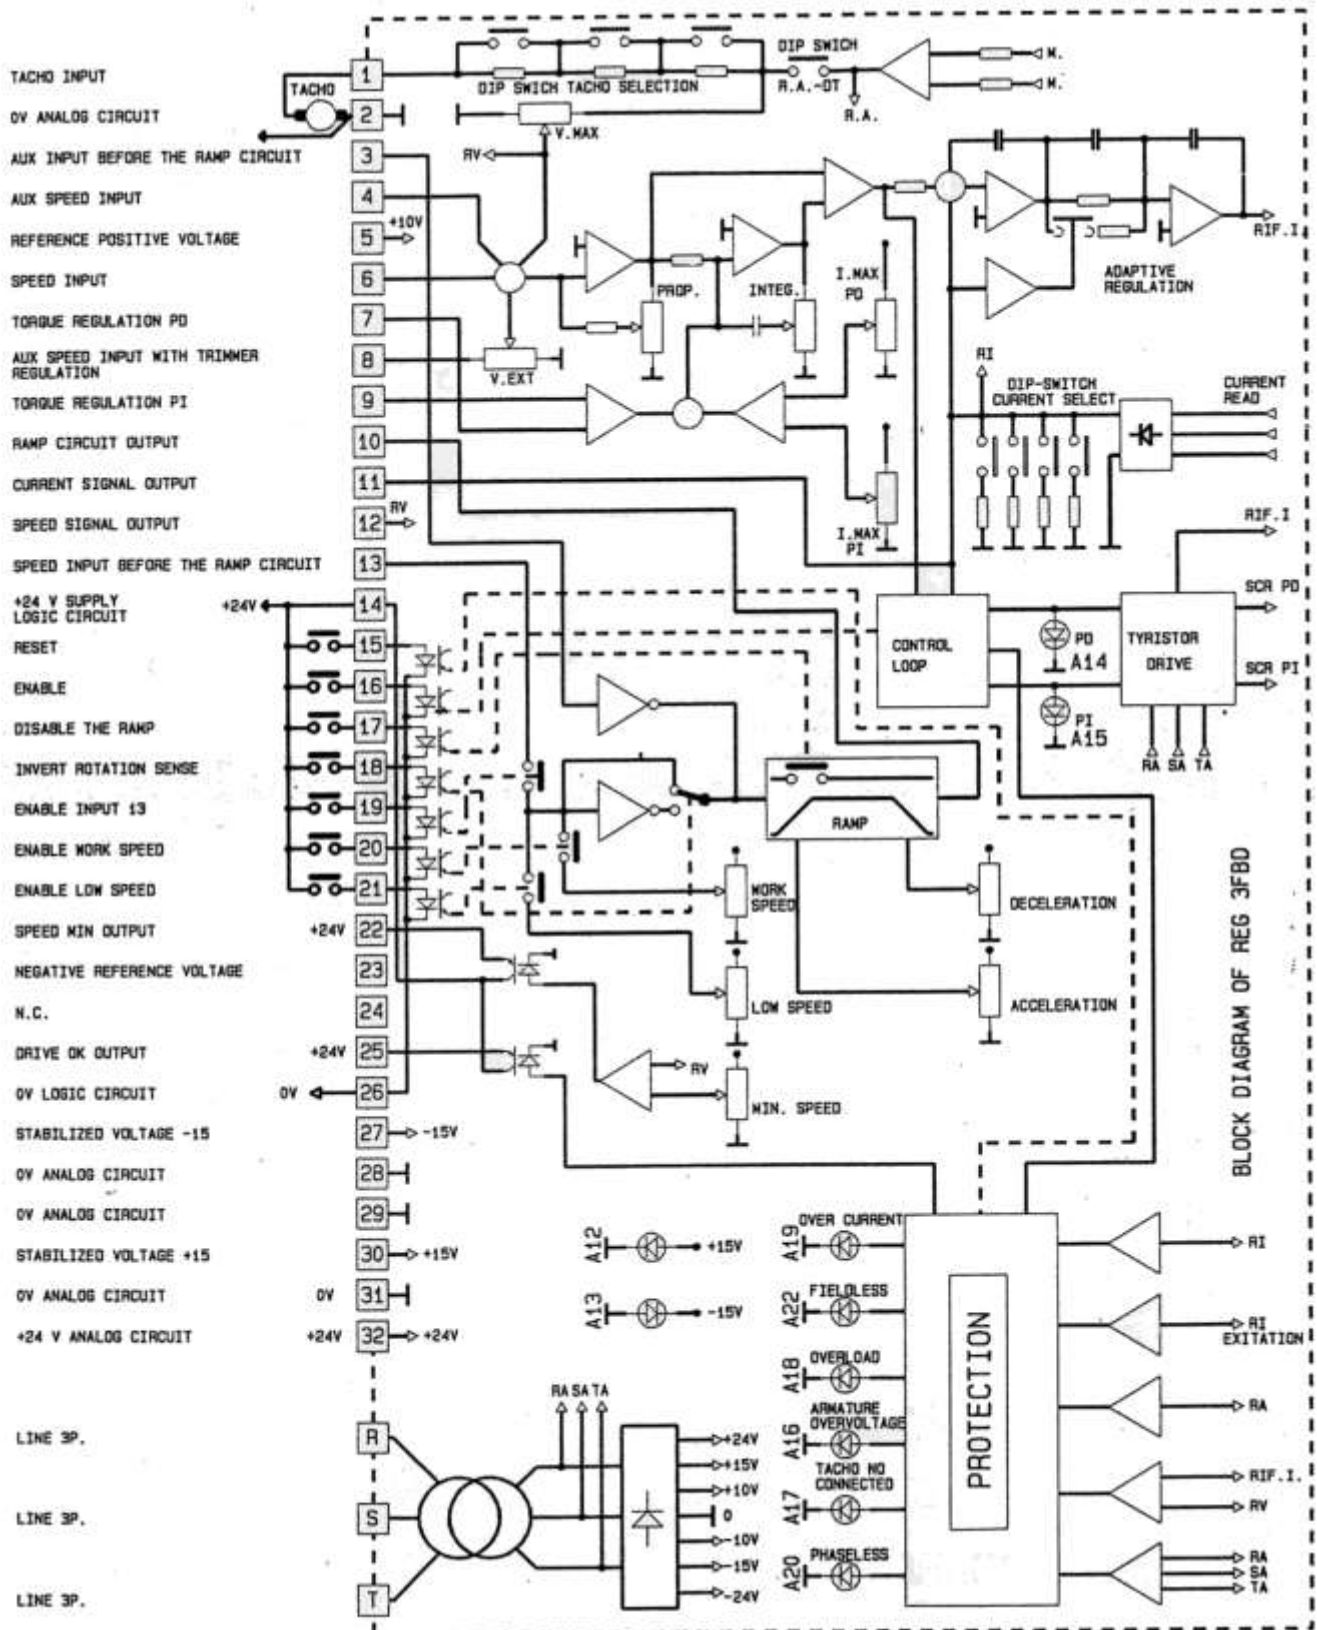 TACHO INPUT
1
TACHO
0V ANALOG CIRCUIT
2
AUX INPUT BEFORE THE RAMP CIRCUIT
3
AUX SPEED INPUT
4
REFERENCE POSITIVE VOLTAGE
5
+10V
SPEED INPUT
6
TORQUE REGULATION PD
7
AUX SPEED INPUT WITH TRIMMER
REGULATION
8
TORQUE REGULATION PI
9
RAMP CIRCUIT OUTPUT
10
CURRENT SIGNAL OUTPUT
11
SPEED SIGNAL OUTPUT
12
RV
SPEED INPUT BEFORE THE RAMP CIRCUIT
13
+24 V SUPPLY
LOGIC CIRCUIT
+24V
14
RESET
15
ENABLE
16
DISABLE THE RAMP
17
INVERT ROTATION SENSE
18
ENABLE INPUT 13
19
ENABLE WORK SPEED
20
ENABLE LOW SPEED
21
SPEED MIN OUTPUT
+24V
22
NEGATIVE REFERENCE VOLTAGE
23
N.C.
24
DRIVE OK OUTPUT
+24V
25
0V LOGIC CIRCUIT
0V
26
STABILIZED VOLTAGE -15
27
-15V
0V ANALOG CIRCUIT
28
0V ANALOG CIRCUIT
29
STABILIZED VOLTAGE +15
30
+15V
0V ANALOG CIRCUIT
0V
31
+24 V ANALOG CIRCUIT
+24V
32
+24V
LINE 3P.
R
LINE 3P.
S
LINE 3P.
T
DIP SWICH TACHO SELECTION
DIP SWICH
R.A.-DT
R.A.
M.
M.
V.MAX
RV
V.EXT
PROP.
INTEG.
I.MAX
PD
I.MAX
PI
ADAPTIVE
REGULATION
RIF.I.
RI
DIP-SWITCH
CURRENT SELECT
CURRENT
READ
RIF.I
CONTROL
LOOP
PD
A14
PI
A15
TYRISTOR
DRIVE
SCR PD
SCR PI
RA SA TA
RAMP
WORK
SPEED
LOW SPEED
RV
MIN. SPEED
DECELERATION
ACCELERATION
BLOCK DIAGRAM OF REG 3FBD
A12
+15V
A13
-15V
A19
OVER CURRENT
A22
FIELDLESS
A18
OVERLOAD
A16
ARMATURE
OVERVOLTAGE
A17
TACHO NO
CONNECTED
A20
PHASELESS
PROTECTION
RI
RI
EXITATION
RA
RIF.I.
RV
RA
SA
TA
RA SA TA
+24V
+15V
+10V
0
-10V
-15V
-24V